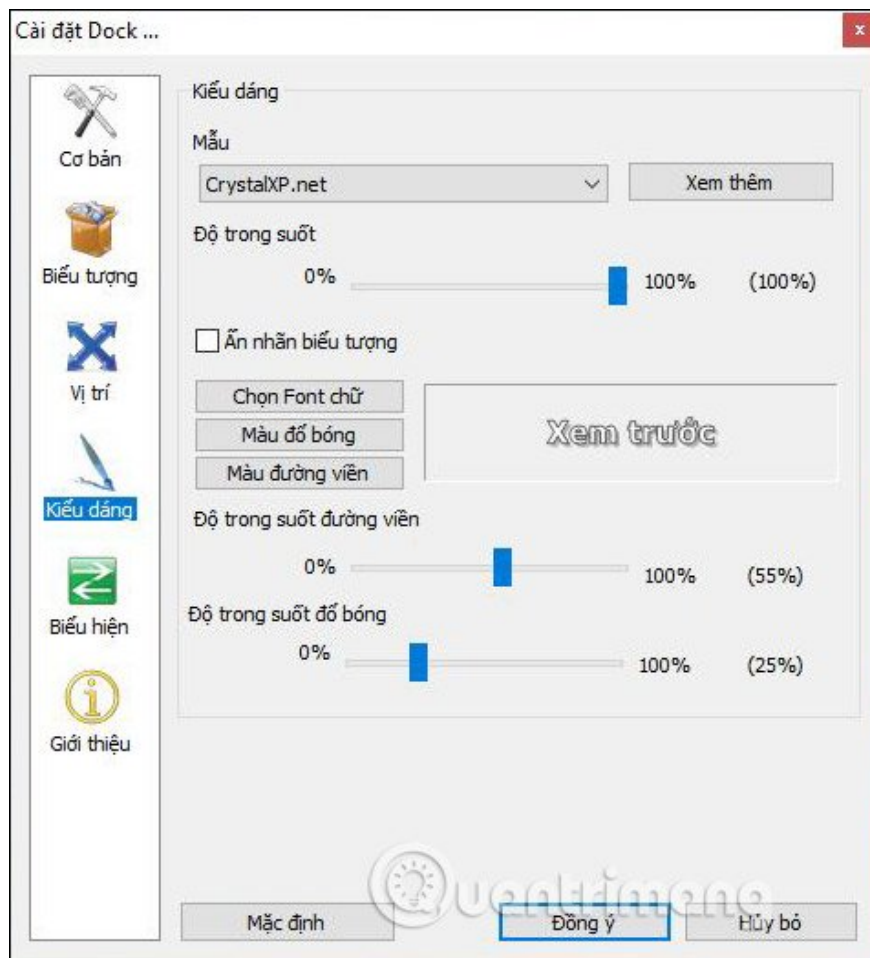 Cài đặt Dock ...
Cơ bản
Biểu tượng
Vị trí
Kiểu dáng
Biểu hiện
Giới thiệu
Kiểu dáng
Mẫu
CrystalXP.net
Xem thêm
Độ trong suốt
0% 100% (100%)
Ẩn nhãn biểu tượng
Chọn Font chữ
Màu đổ bóng
Màu đường viền
Xem trước
Độ trong suốt đường viền
0% 100% (55%)
Độ trong suốt đổ bóng
0% 100% (25%)
Quantrimang
Mặc định Đồng ý Hủy bỏ